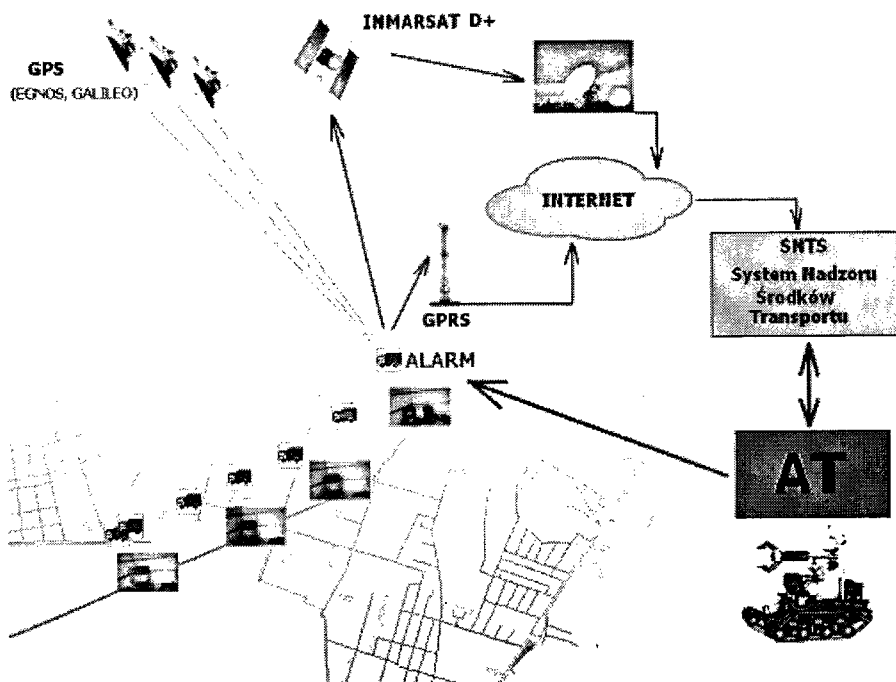 INMARSAT D+
GPS
(EGNOS, GALILEO)
INTERNET
SNTS
System Nadzoru
Środków
Transportu
GPRS
ALARM
AT